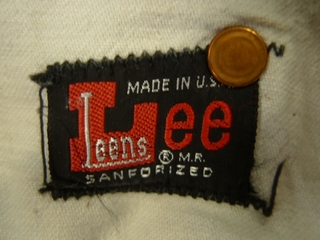 MADE IN U.S.
Lee
Leens
® M.R.
SANFORIZED